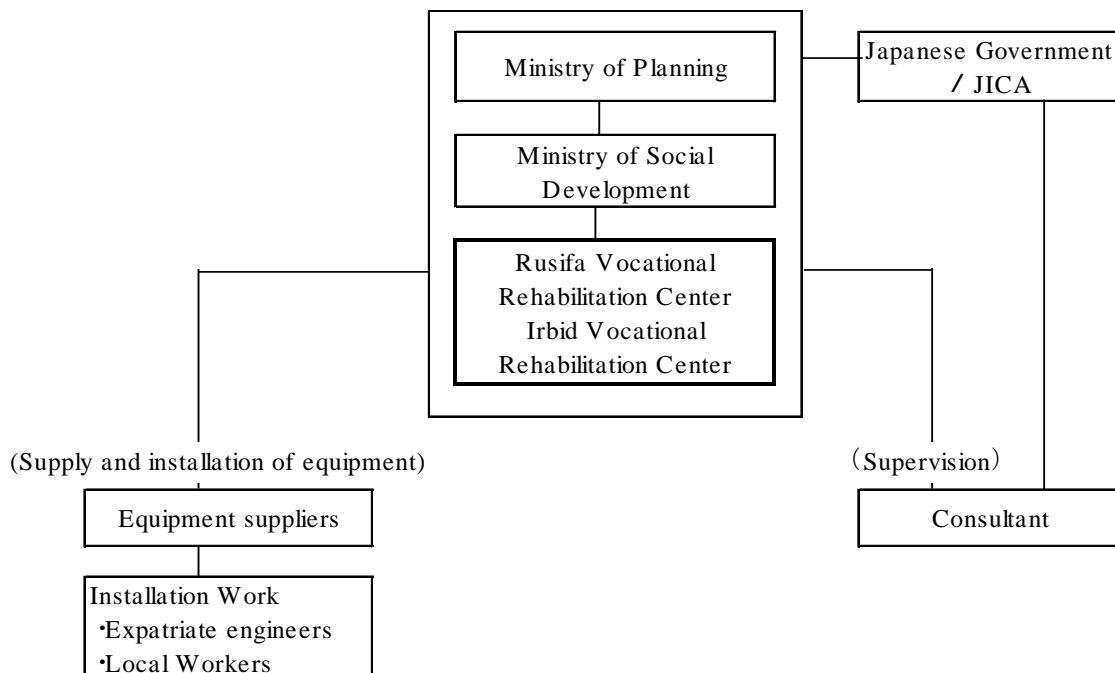 Ministry of Planning
Japanese Government
/ JICA
Ministry of Social
Development
Rusifa Vocational
Rehabilitation Center
Irbid Vocational
Rehabilitation Center
(Supply and installation of equipment)
（Supervision）
Equipment suppliers
Consultant
Installation Work
・Expatriate engineers
・Local Workers